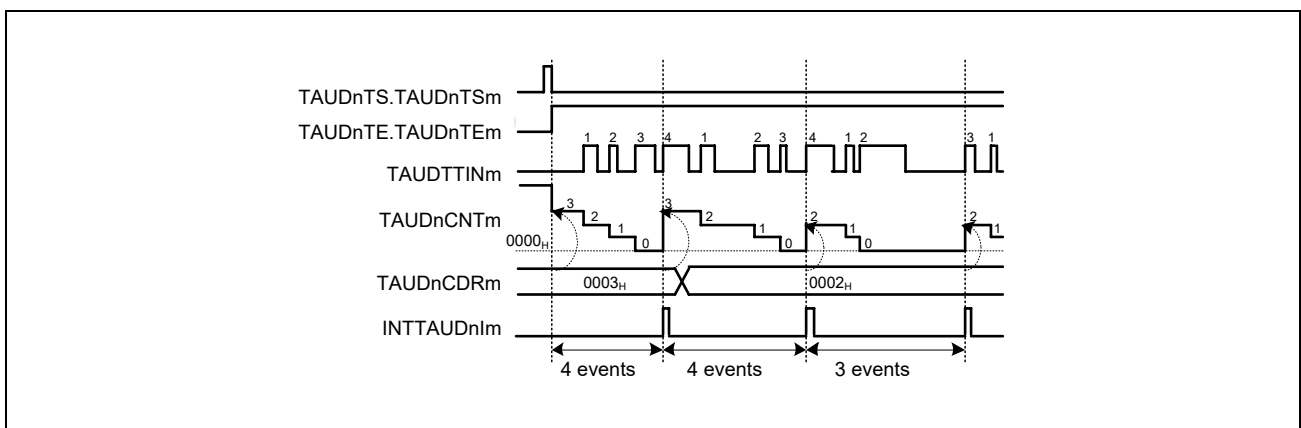 TAUDnTS.TAUDnTSm
TAUDnTE.TAUDnTEm
1 2 3 4 1 2 3 4 1 2 3 1
TAUDTTINm
3 3
2 2 2 2
TAUDnCNTm
1 1 1 1
0000H 0 0 0
TAUDnCDRm 0003H 0002H
INTTAUDnIm
4 events 4 events 3 events